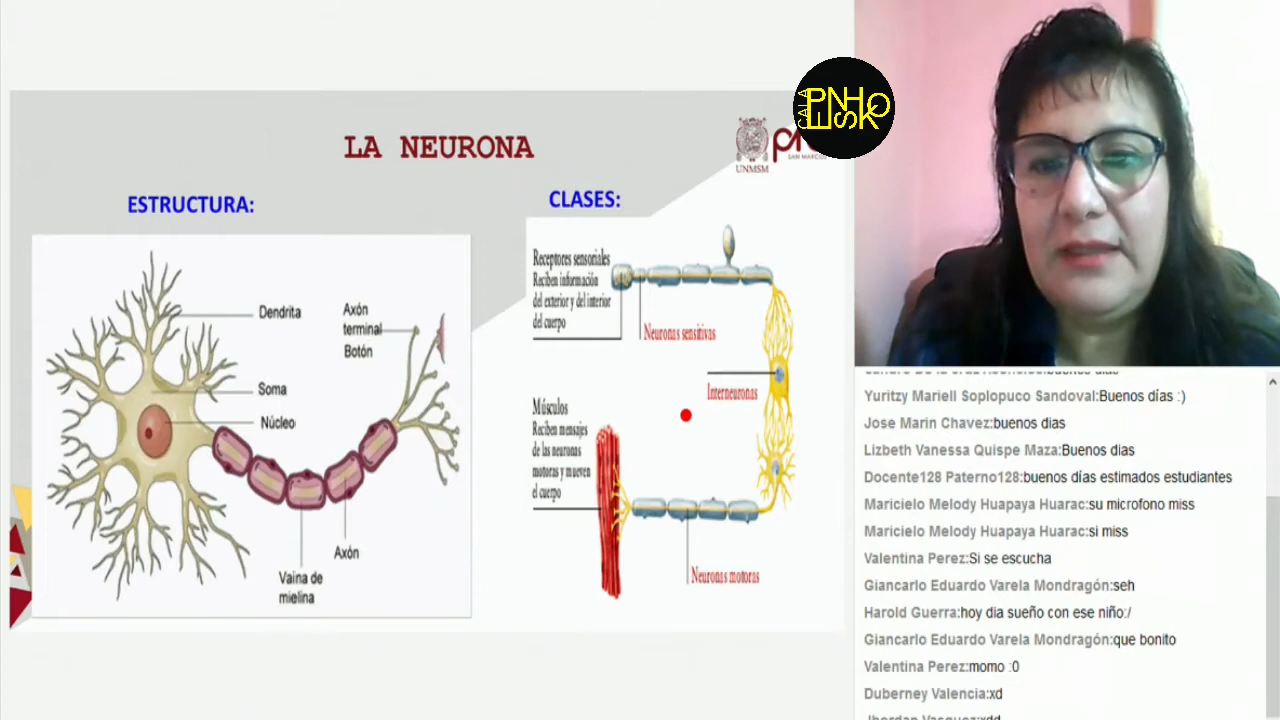 LA NEURONA
UNMSM
SAN MARCOS
ESTRUCTURA:
CLASES:
Dendrita
Axón
terminal
Botón
Soma
Núcleo
Axón
Vaina de
mielina
Receptores sensoriales
Reciben información
del exterior y del interior
del cuerpo
Neuronas sensitivas
Interneuronas
Músculos
Reciben mensajes
de las neuronas
motoras y mueven
el cuerpo
Neuronas motoras
Yuritzy Mariell Soplopuco Sandoval:Buenos días :)
Jose Marin Chavez:buenos dias
Lizbeth Vanessa Quispe Maza:Buenos dias
Docente128 Paterno128:buenos días estimados estudiantes
Maricielo Melody Huapaya Huarac:su microfono miss
Maricielo Melody Huapaya Huarac:si miss
Valentina Perez:Si se escucha
Giancarlo Eduardo Varela Mondragón:seh
Harold Guerra:hoy dia sueño con ese niño:/
Giancarlo Eduardo Varela Mondragón:que bonito
Valentina Perez:momo :0
Duberney Valencia:xd